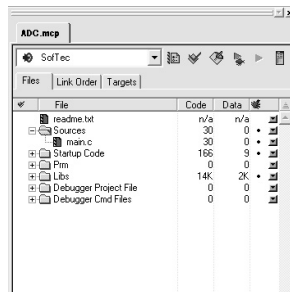 ADC.mcp
SofTec
Files Link Order Targets
File Code Data
readme.txt n/a n/a
Sources 30 0
main.c 30 0
Startup Code 166 9
Prm 0 0
Libs 14K 2K
Debugger Project File 0 0
Debugger Cmd Files 0 0